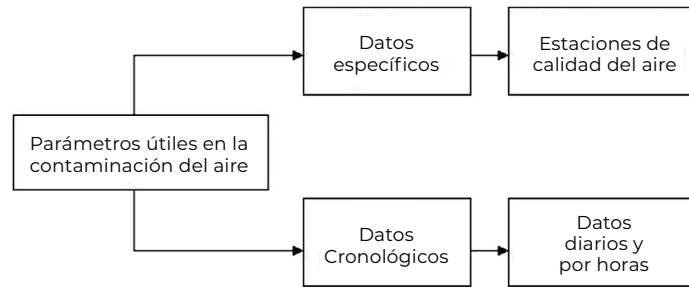 Datos
específicos
Estaciones de
calidad del aire
Parámetros útiles en la
contaminación del aire
Datos
Cronológicos
Datos
diarios y
por horas